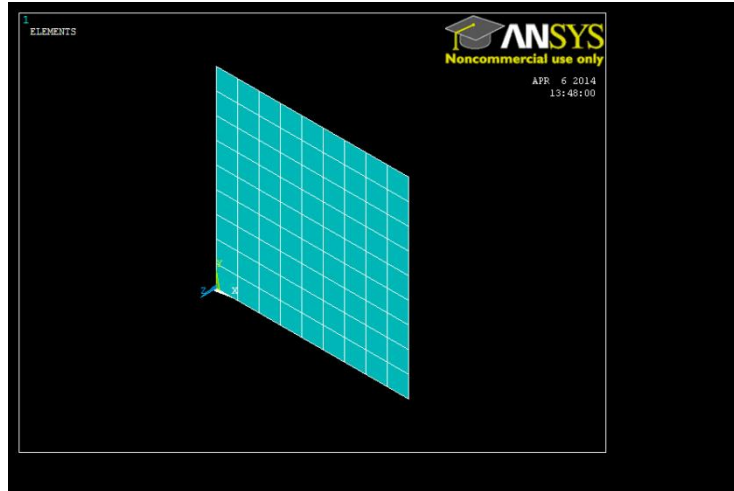 1
ELEMENTS
ANSYS
Noncommercial use only
APR 6 2014
13:48:00
Y
Z X